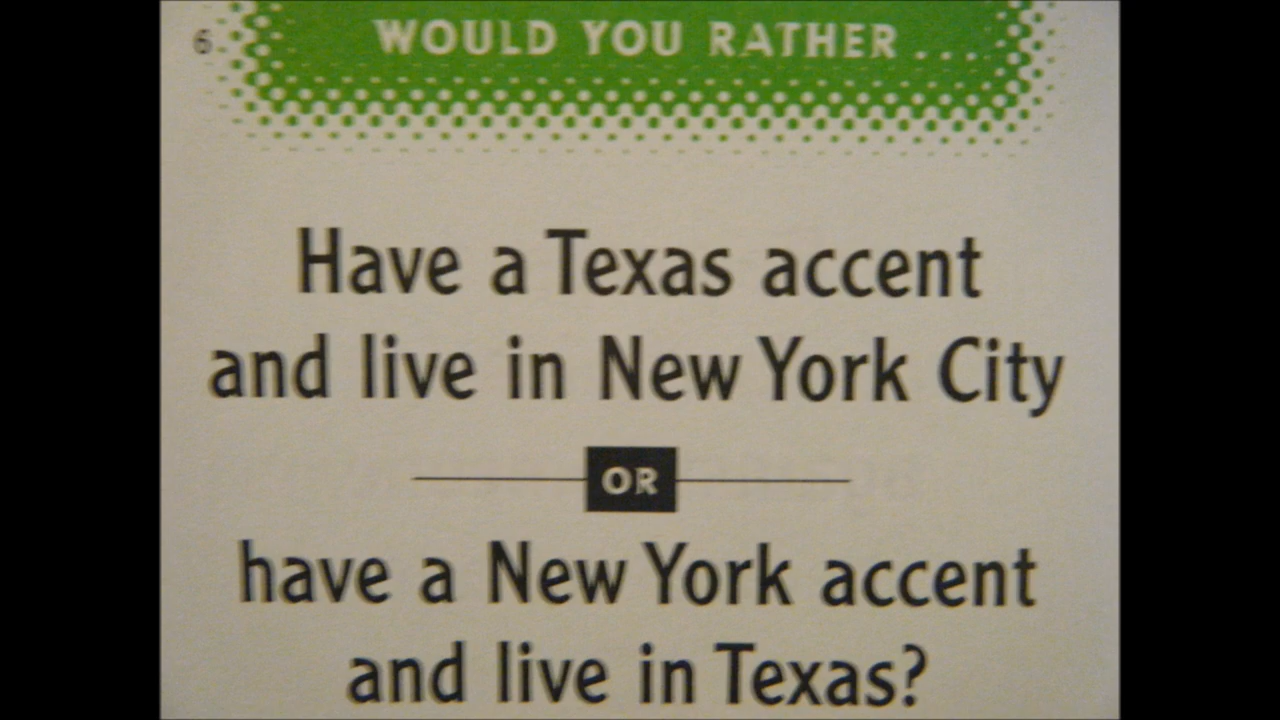 6
WOULD YOU RATHER . . . .
Have a Texas accent
and live in New York City
OR
have a New York accent
and live in Texas?